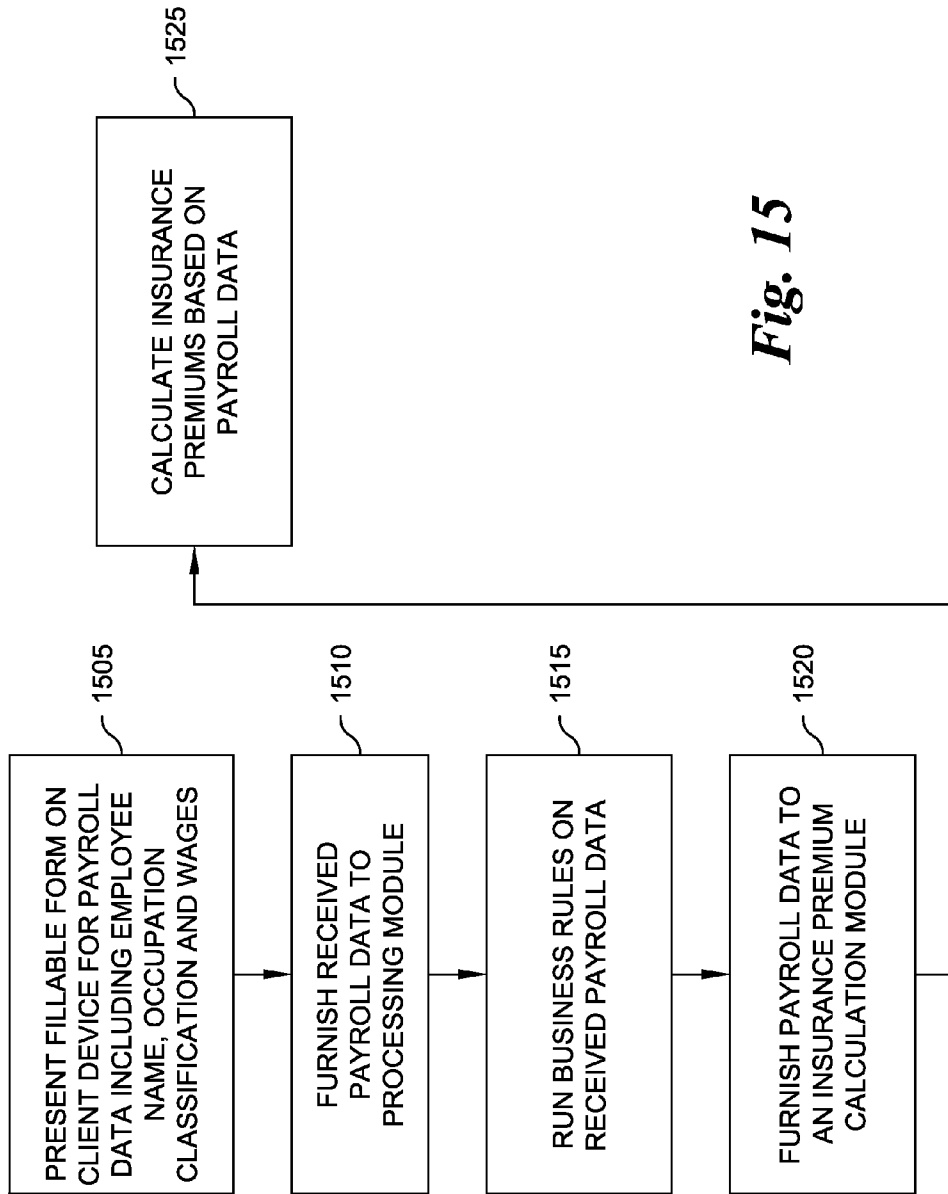 PRESENT FILLABLE FORM ON
CLIENT DEVICE FOR PAYROLL
DATA INCLUDING EMPLOYEE
NAME, OCCUPATION
CLASSIFICATION AND WAGES
1505
FURNISH RECEIVED
PAYROLL DATA TO
PROCESSING MODULE
1510
RUN BUSINESS RULES ON
RECEIVED PAYROLL DATA
1515
FURNISH PAYROLL DATA TO
AN INSURANCE PREMIUM
CALCULATION MODULE
1520
CALCULATE INSURANCE
PREMIUMS BASED ON
PAYROLL DATA
1525
Fig. 15